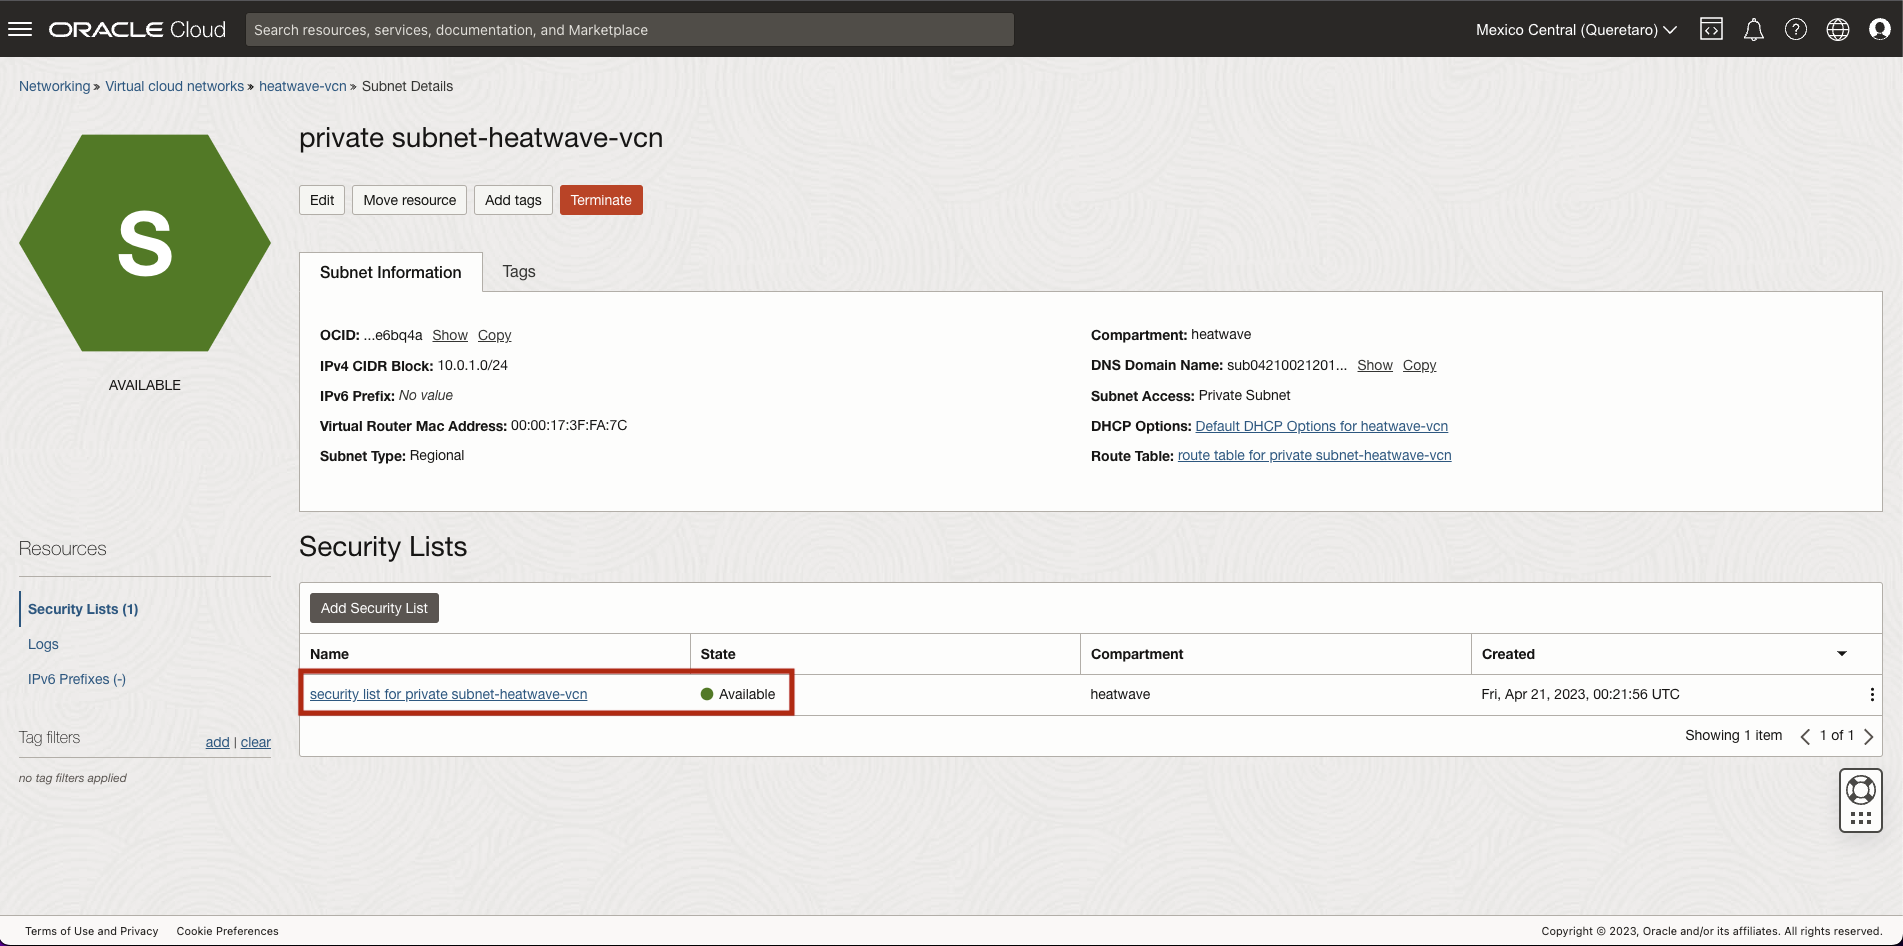 ORACLE Cloud
Search resources, services, documentation, and Marketplace
Mexico Central (Queretaro)
Networking » Virtual cloud networks » heatwave-vcn » Subnet Details
S
AVAILABLE
private subnet-heatwave-vcn
Edit Move resource Add tags Terminate
Subnet Information Tags
OCID: ...e6bq4a Show Copy
IPv4 CIDR Block: 10.0.1.0/24
IPv6 Prefix: No value
Virtual Router Mac Address: 00:00:17:3F:FA:7C
Subnet Type: Regional
Compartment: heatwave
DNS Domain Name: sub04210021201... Show Copy
Subnet Access: Private Subnet
DHCP Options: Default DHCP Options for heatwave-vcn
Route Table: route table for private subnet-heatwave-vcn
Resources
Security Lists (1)
Logs
IPv6 Prefixes (-)
Tag filters add | clear
no tag filters applied
Security Lists
Add Security List
Name State Compartment Created
security list for private subnet-heatwave-vcn Available heatwave Fri, Apr 21, 2023, 00:21:56 UTC
Showing 1 item 1 of 1
Terms of Use and Privacy Cookie Preferences
Copyright © 2023, Oracle and/or its affiliates. All rights reserved.